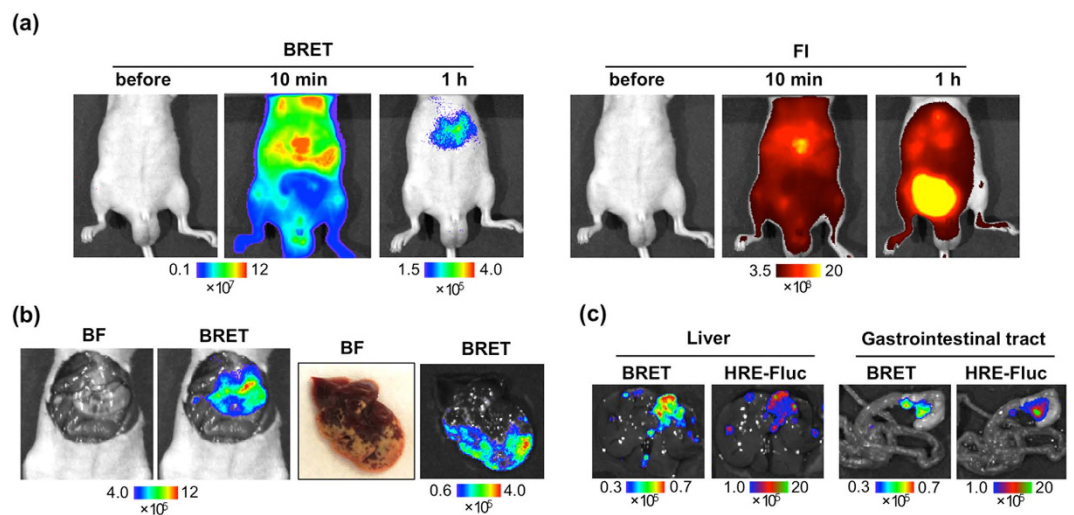 (a)
BRET
before 10 min 1 h
FI
before 10 min 1 h
0.1 12
×10⁷
1.5 4.0
×10⁵
3.5 20
×10⁸
(b)
BF BRET BF BRET
4.0 12
×10⁵
0.6 4.0
×10⁵
(c)
Liver
BRET HRE-Fluc
Gastrointestinal tract
BRET HRE-Fluc
0.3 0.7
×10⁵
1.0 20
×10⁵
0.3 0.7
×10⁵
1.0 20
×10⁵